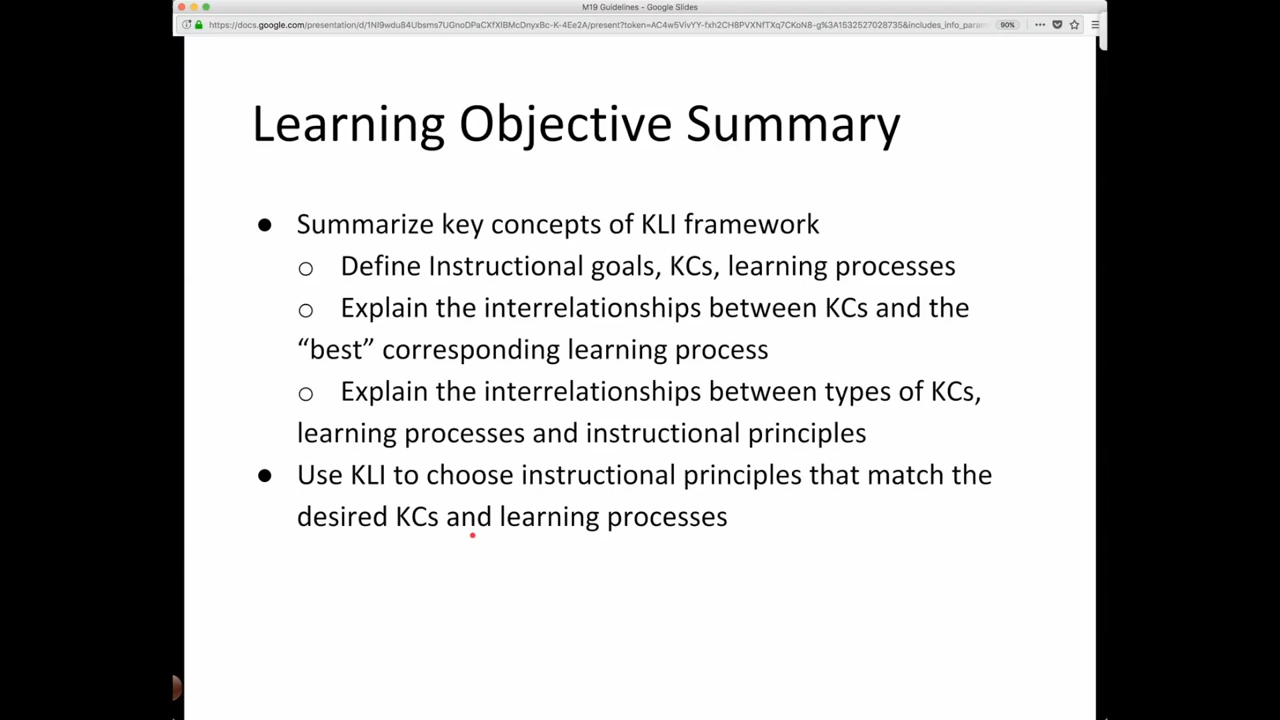 M19 Guidelines - Google Slides
90%
Learning Objective Summary
● Summarize key concepts of KLI framework
○ Define Instructional goals, KCs, learning processes
○ Explain the interrelationships between KCs and the
“best” corresponding learning process
○ Explain the interrelationships between types of KCs,
learning processes and instructional principles
● Use KLI to choose instructional principles that match the
desired KCs and learning processes